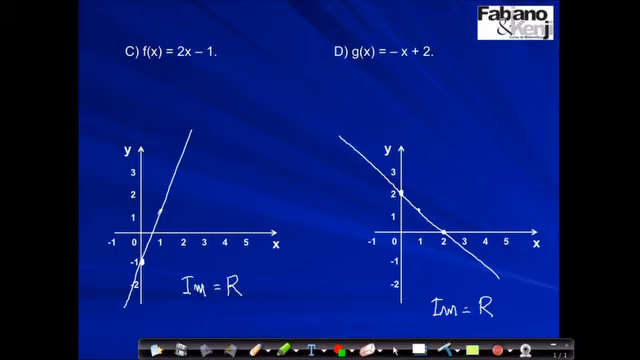 Fabano
& Kenji
C) f(x) = 2x – 1.
D) g(x) = – x + 2.
y
3
2
1
-1 0 1 2 3 4 5
x
-1
-2
Im = R
y
3
2
1
-1 0 1 2 3 4 5
x
-1
-2
Im = R
T
1/1